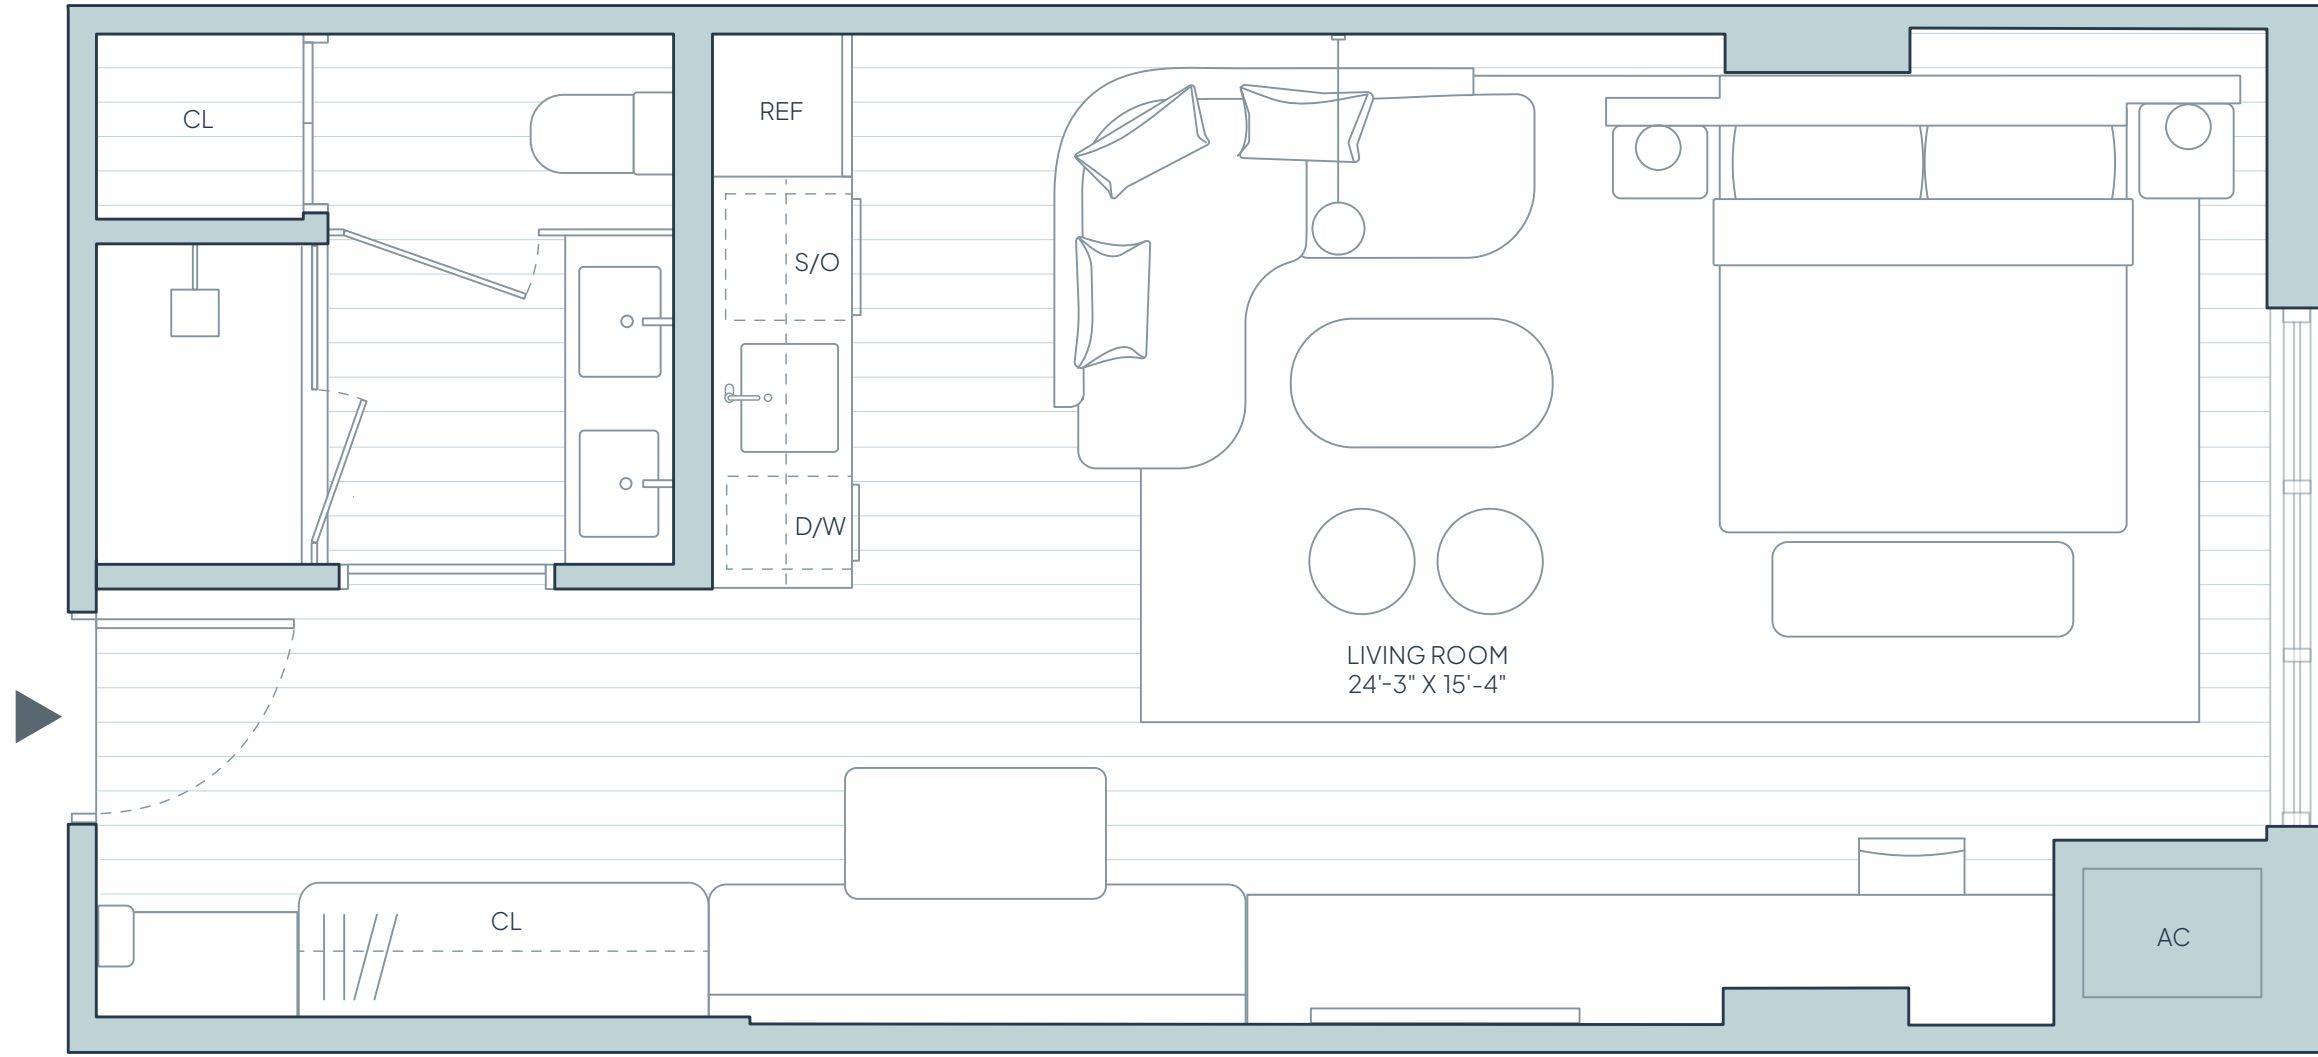 CL
REF
S/O
D/W
LIVING ROOM
24'-3" X 15'-4"
CL
AC